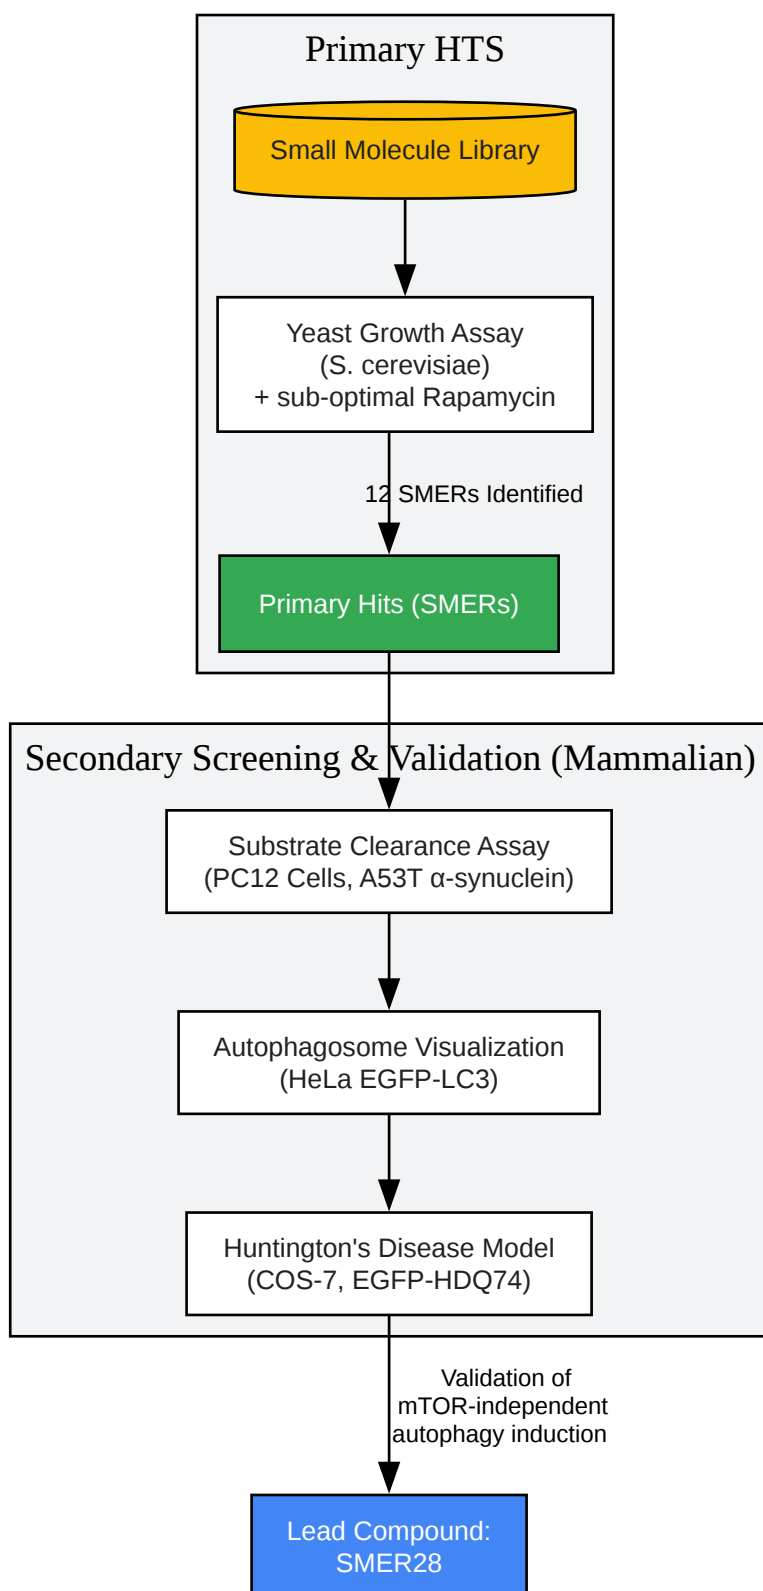 Primary HTS
Small Molecule Library
Yeast Growth Assay
(S. cerevisiae)
+ sub-optimal Rapamycin
12 SMERs Identified
Primary Hits (SMERs)
Secondary Screening & Validation (Mammalian)
Substrate Clearance Assay
(PC12 Cells, A53T α-synuclein)
Autophagosome Visualization
(HeLa EGFP-LC3)
Huntington's Disease Model
(COS-7, EGFP-HDQ74)
Validation of
mTOR-independent
autophagy induction
Lead Compound:
SMER28